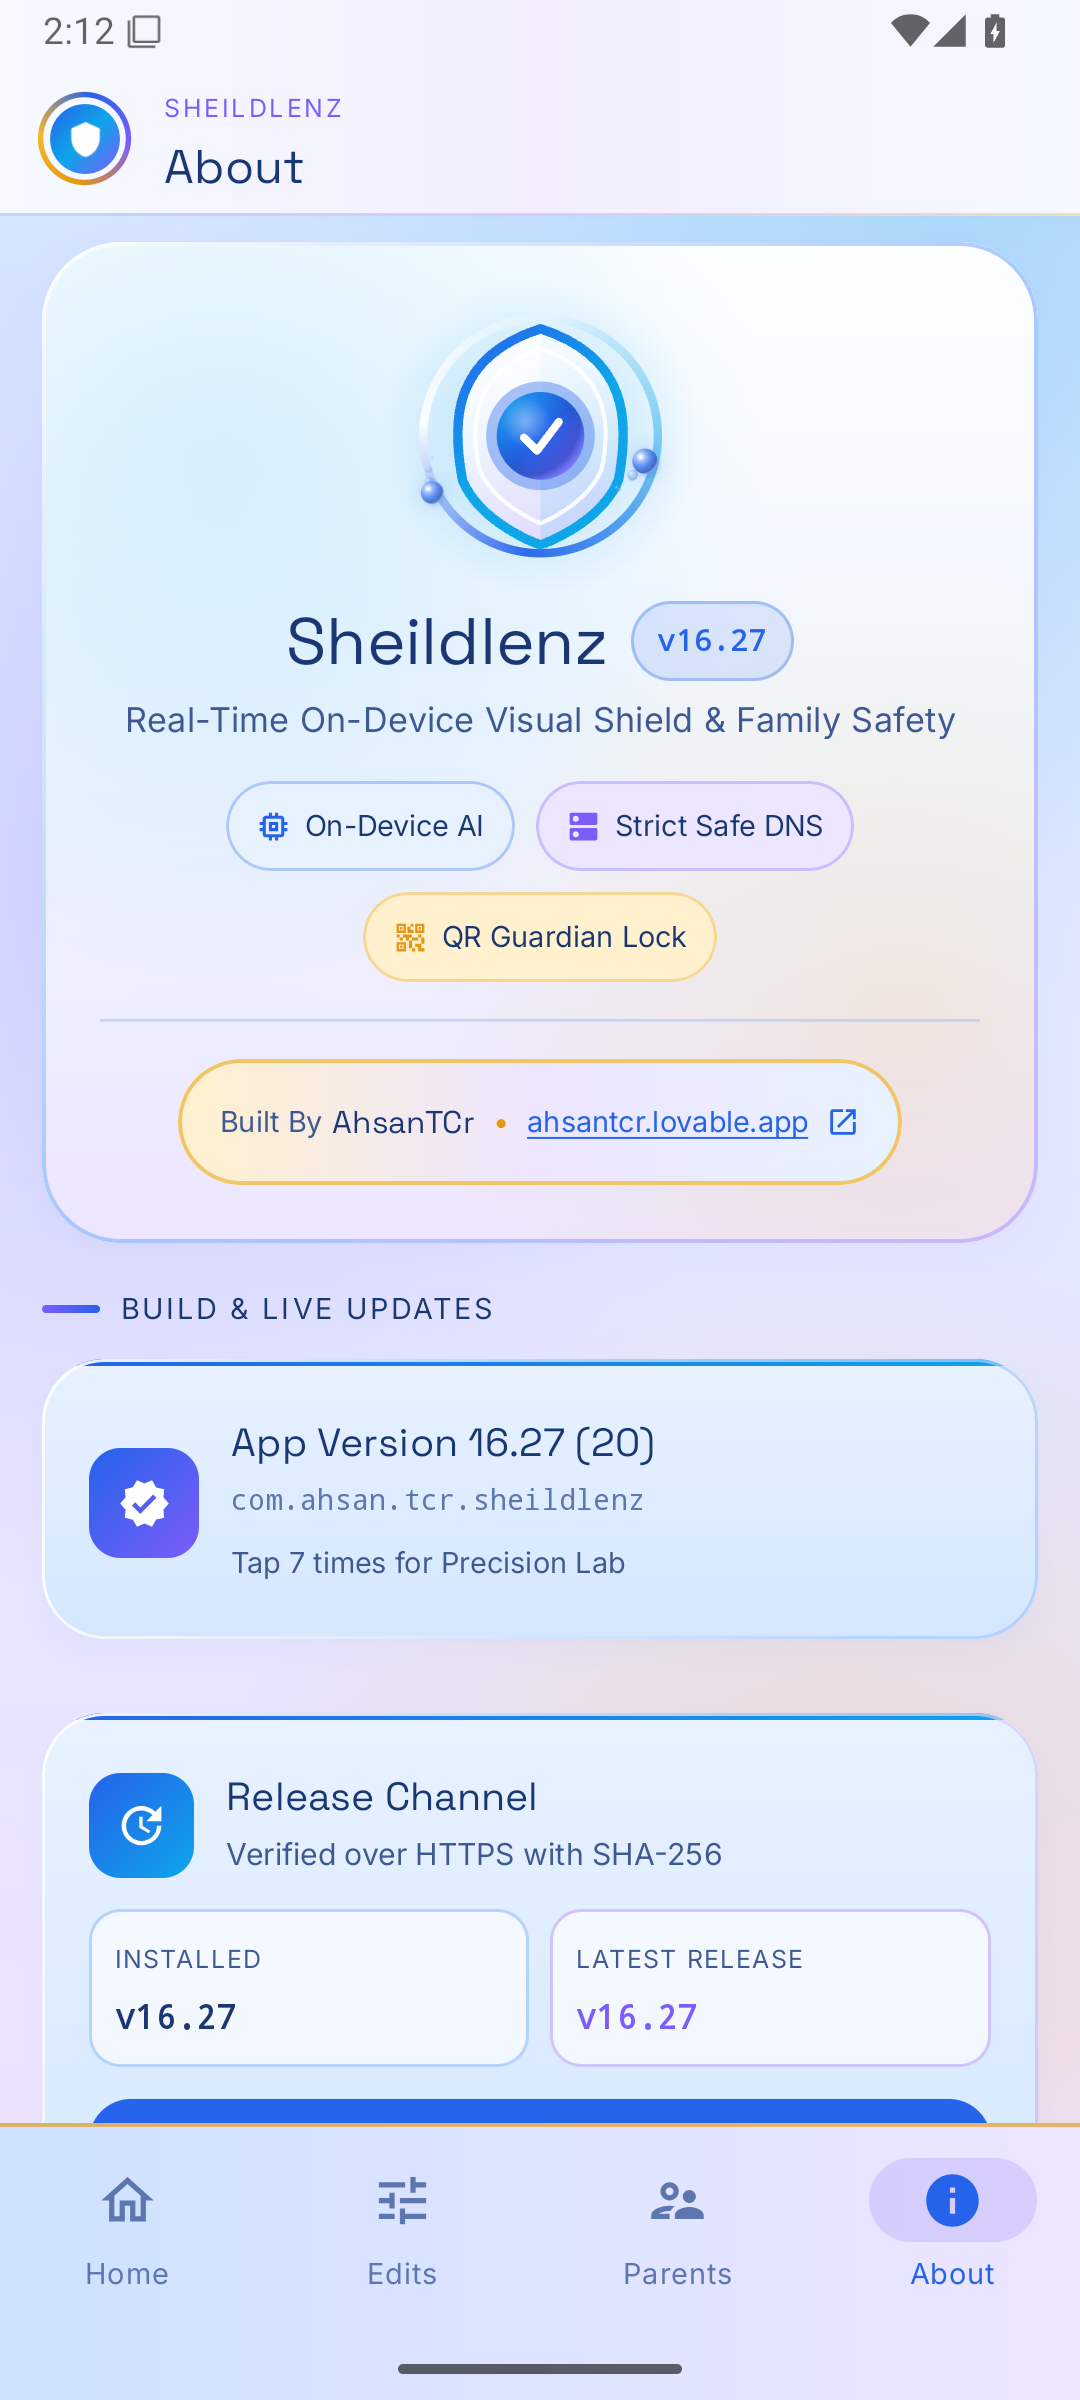 2:12
SHEILDLENZ
About
Sheildlenz v16.27
Real-Time On-Device Visual Shield & Family Safety
On-Device AI Strict Safe DNS
QR Guardian Lock
Built By AhsanTCr • ahsantcr.lovable.app
BUILD & LIVE UPDATES
App Version 16.27 (20)
com.ahsan.tcr.sheildlenz
Tap 7 times for Precision Lab
Release Channel
Verified over HTTPS with SHA-256
INSTALLED LATEST RELEASE
v16.27 v16.27
Home Edits Parents About